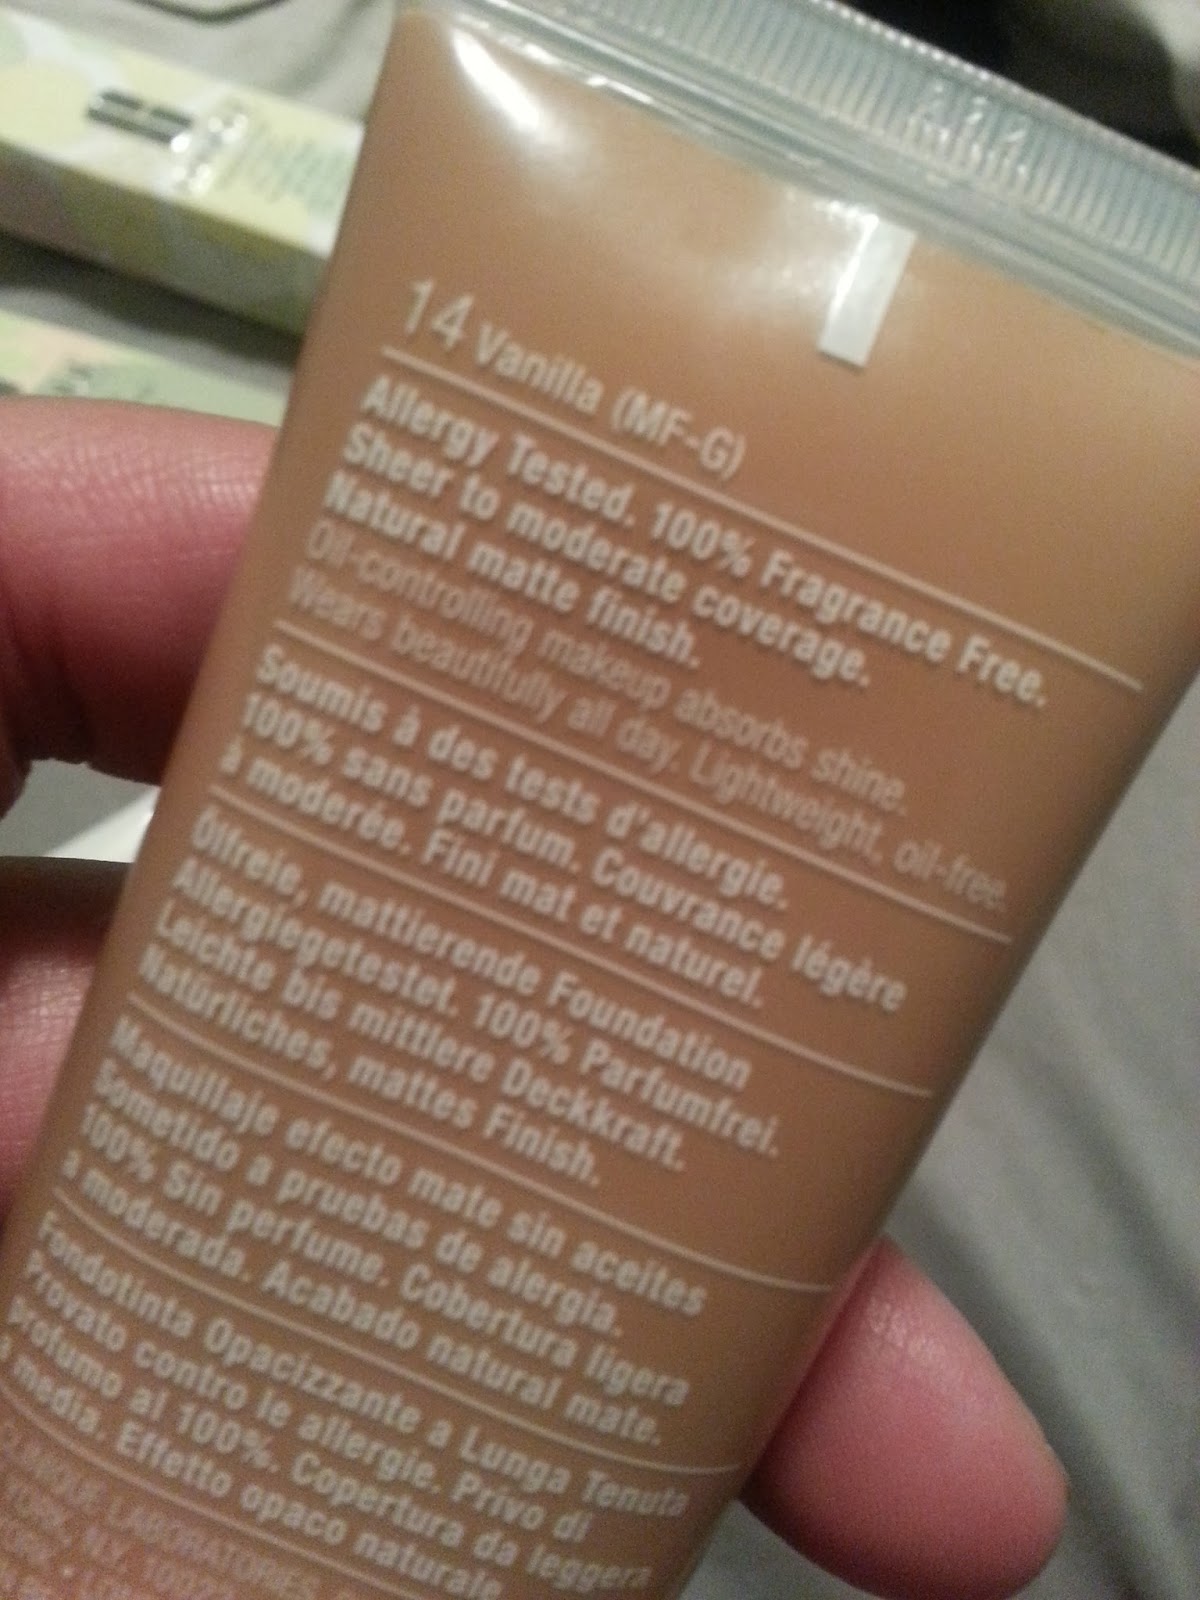 14 Vanilla (MF-G)
Allergy Tested. 100% Fragrance Free.
Sheer to moderate coverage.
Natural matte finish.
Oil-controlling makeup absorbs shine.
Wears beautifully all day. Lightweight, oil-free.
Soumis à des tests d'allergie.
100% sans parfum. Couvrance légère
à moderée. Fini mat et naturel.
Ölfreie, mattierende Foundation
Allergiegetestet. 100% Parfumfrei.
Leichte bis mittlere Deckkraft.
Natürliches, mattes Finish.
Maquillaje efecto mate sin aceites
Sometido a pruebas de alergia.
100% Sin perfume. Cobertura ligera
a moderada. Acabado natural mate.
Fondotinta Opacizzante a Lunga Tenuta
Provato contro le allergie. Privo di
profumo al 100%. Copertura da leggera
a media. Effetto opaco naturale
CLINIQUE LABORATORIES,
YORK, N.Y. 10022